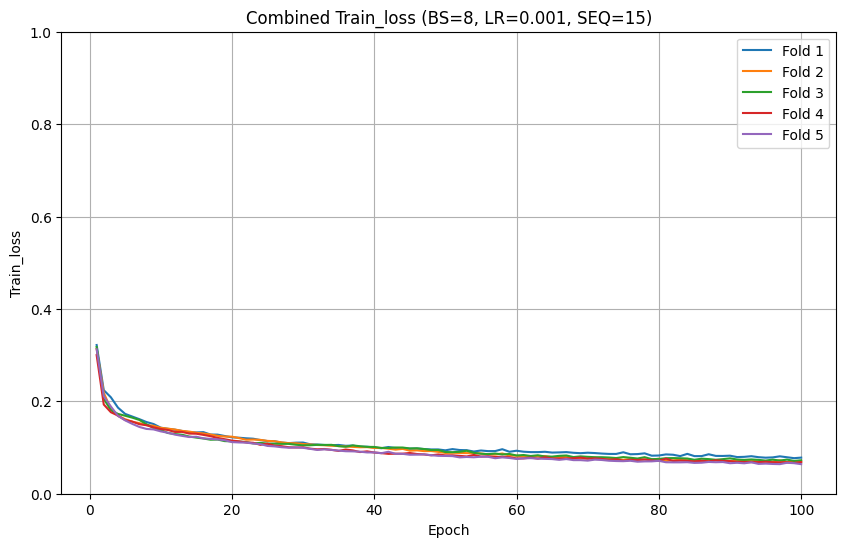 Combined Train_loss (BS=8, LR=0.001, SEQ=15)
Train_loss
1.0
0.8
0.6
0.4
0.2
0.0
Fold 1
Fold 2
Fold 3
Fold 4
Fold 5
0 20 40 60 80 100
Epoch